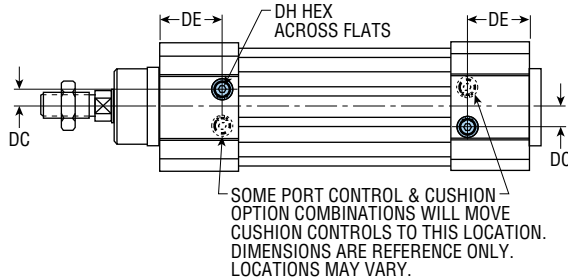 DE
DH HEX
ACROSS FLATS
DE
DC
DC
SOME PORT CONTROL & CUSHION
OPTION COMBINATIONS WILL MOVE
CUSHION CONTROLS TO THIS LOCATION.
DIMENSIONS ARE REFERENCE ONLY.
LOCATIONS MAY VARY.